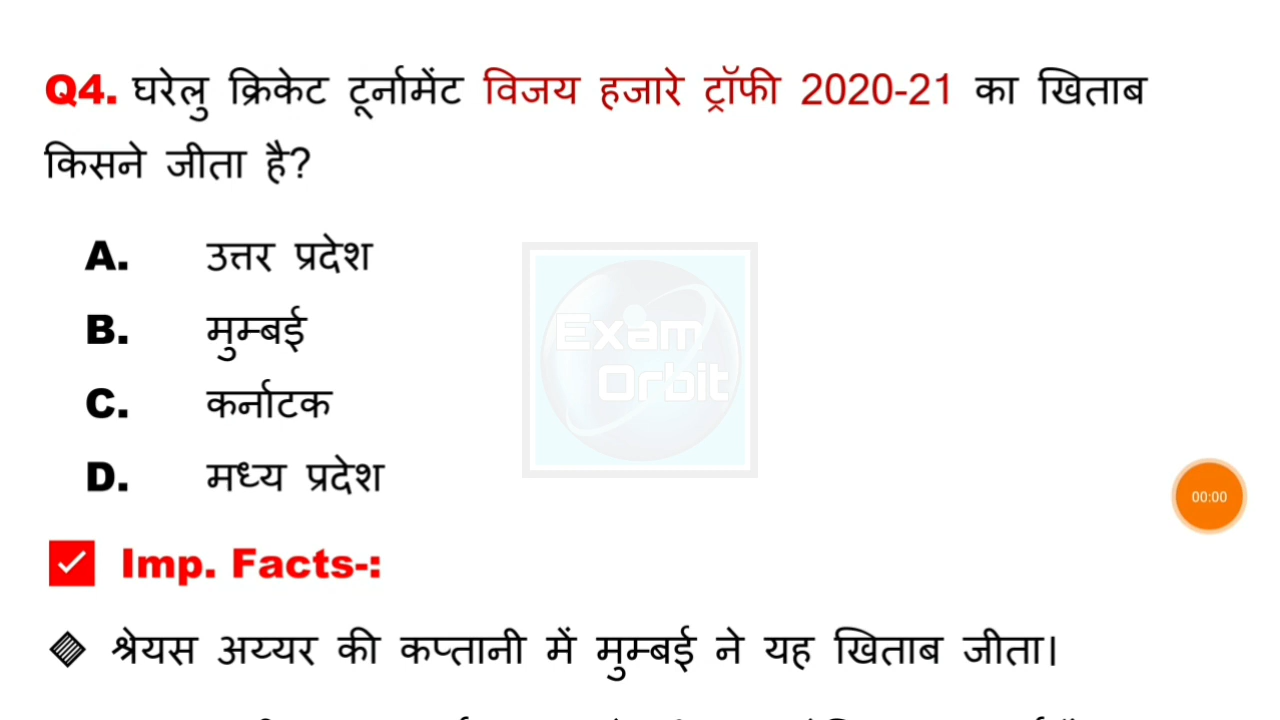 Q4. घरेलु क्रिकेट टूर्नामेंट विजय हजारे ट्रॉफी 2020-21 का खिताब
किसने जीता है?
A. उत्तर प्रदेश
B. मुम्बई
C. कर्नाटक
D. मध्य प्रदेश
Exam
Orbit
00:00
Imp. Facts-:
श्रेयस अय्यर की कप्तानी में मुम्बई ने यह खिताब जीता।